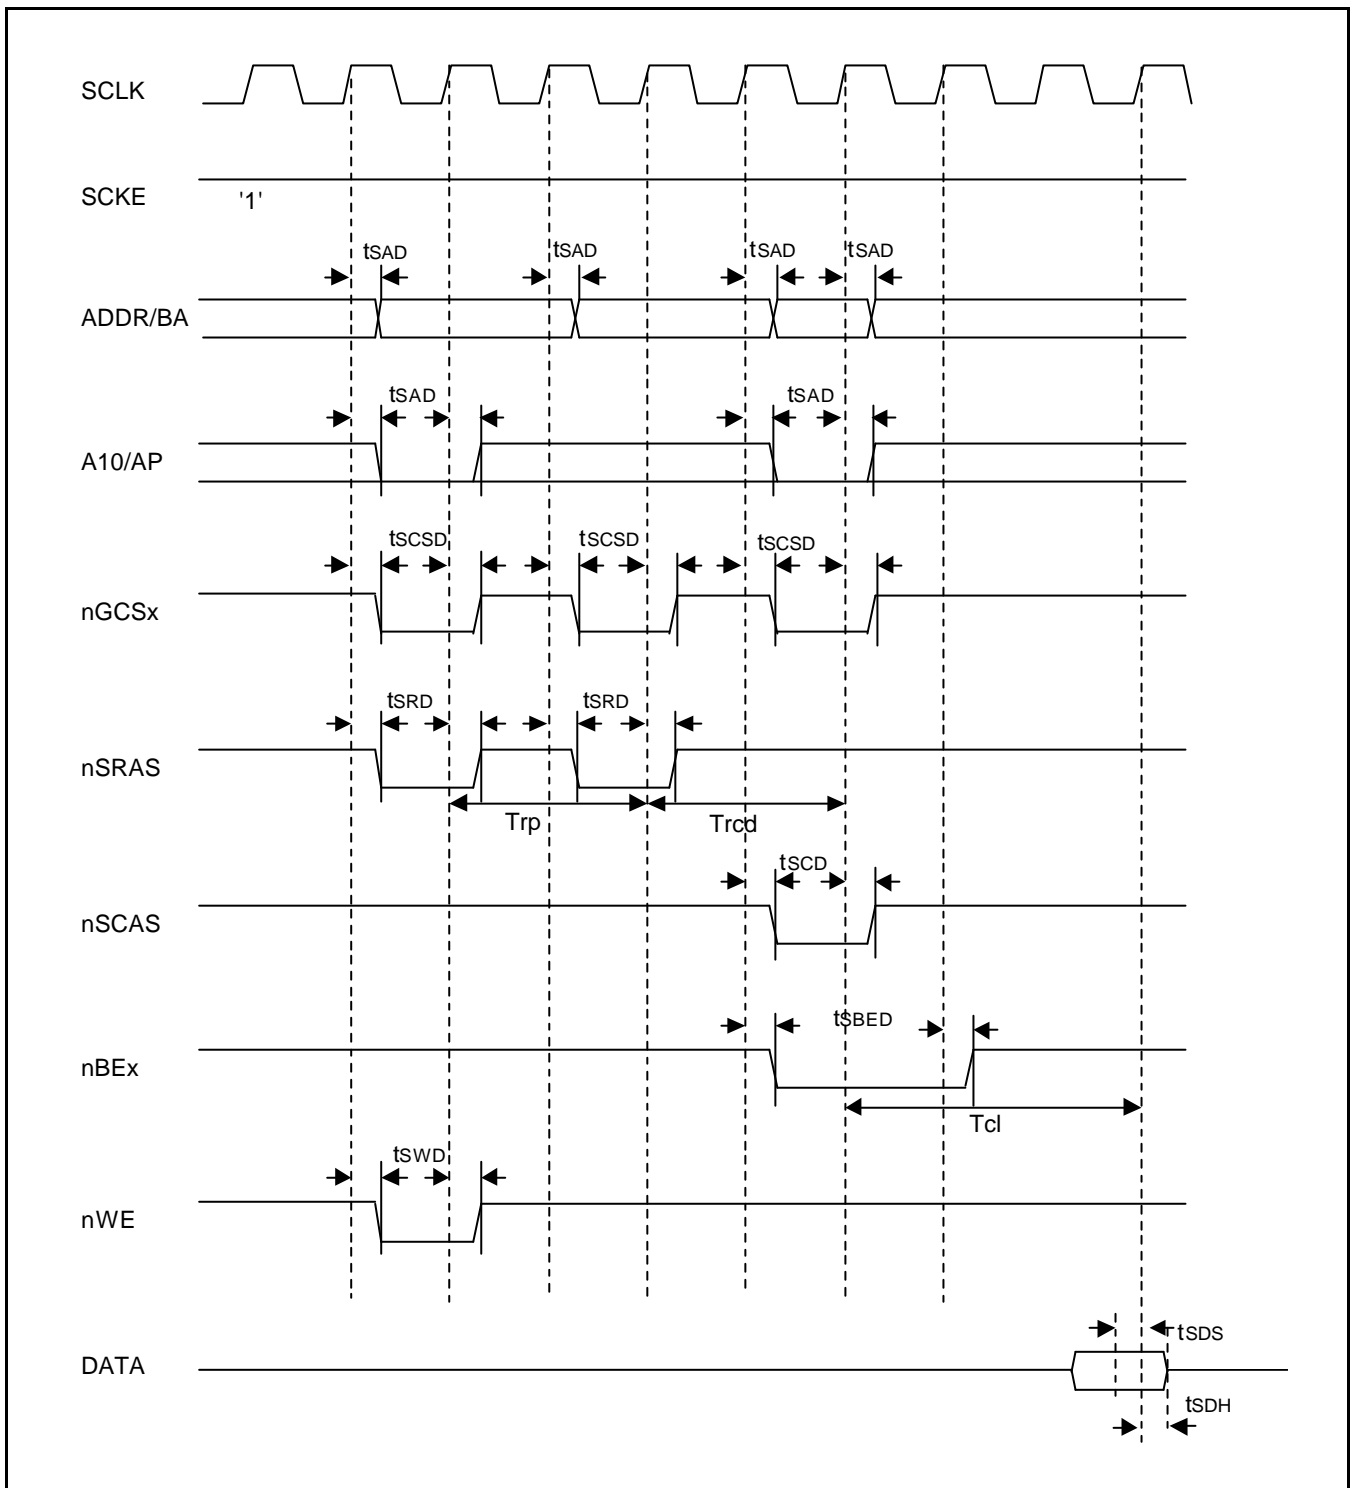 SCLK
SCKE '1'
tSAD tSAD tSAD tSAD
ADDR/BA
tSAD tSAD
A10/AP
tSCSD tSCSD tSCSD
nGCSx
tSRD tSRD
nSRAS
Trp Trcd
tSCD
nSCAS
tSBED
nBEx
Tcl
tSWD
nWE
tSDS
DATA
tSDH